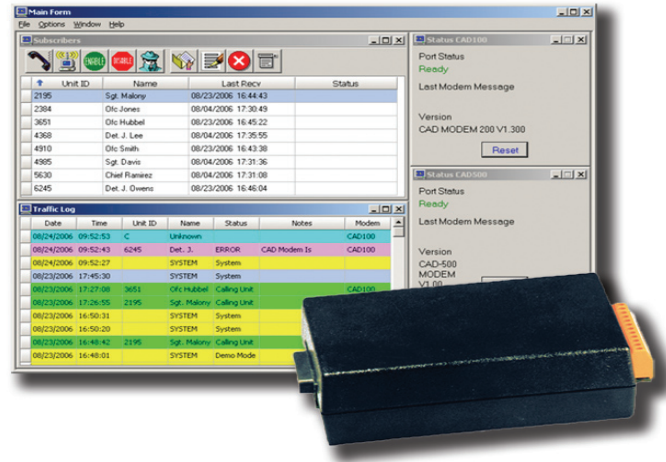 Main Form
File Options Window Help
Subscribers
ENABLE DISABLE
Unit ID Name Last Recv Status
2195 Sgt. Malony 08/23/2006 16:44:43
2384 Ofc Jones 08/04/2006 17:30:49
3651 Ofc Hubbel 08/23/2006 16:45:22
4368 Det. J. Lee 08/04/2006 17:35:55
4910 Ofc Smith 08/23/2006 16:43:38
4985 Sgt. Davis 08/04/2006 17:31:36
5630 Chief Ramirez 08/04/2006 17:31:08
6245 Det. J. Owens 08/23/2006 16:46:04
Status CAD100
Port Status
Ready
Last Modem Message
Version
CAD MODEM 200 V1.300
Reset
Status CAD500
Port Status
Ready
Last Modem Message
Version
CAD-500
MODEM
V1.00
Traffic Log
Date Time Unit ID Name Status Notes Modem
08/24/2006 09:52:53 C Unknown CAD100
08/24/2006 09:52:43 6245 Det. J. ERROR CAD Modem Is CAD100
08/24/2006 09:52:27 SYSTEM System
08/23/2006 17:45:30 SYSTEM System
08/23/2006 17:27:08 3651 Ofc Hubbel Calling Unit CAD100
08/23/2006 17:26:55 2195 Sgt. Malony Calling Unit
08/23/2006 16:50:31 SYSTEM System
08/23/2006 16:50:20 SYSTEM System
08/23/2006 16:48:42 2195 Sgt. Malony Calling Unit
08/23/2006 16:48:01 SYSTEM Demo Mode